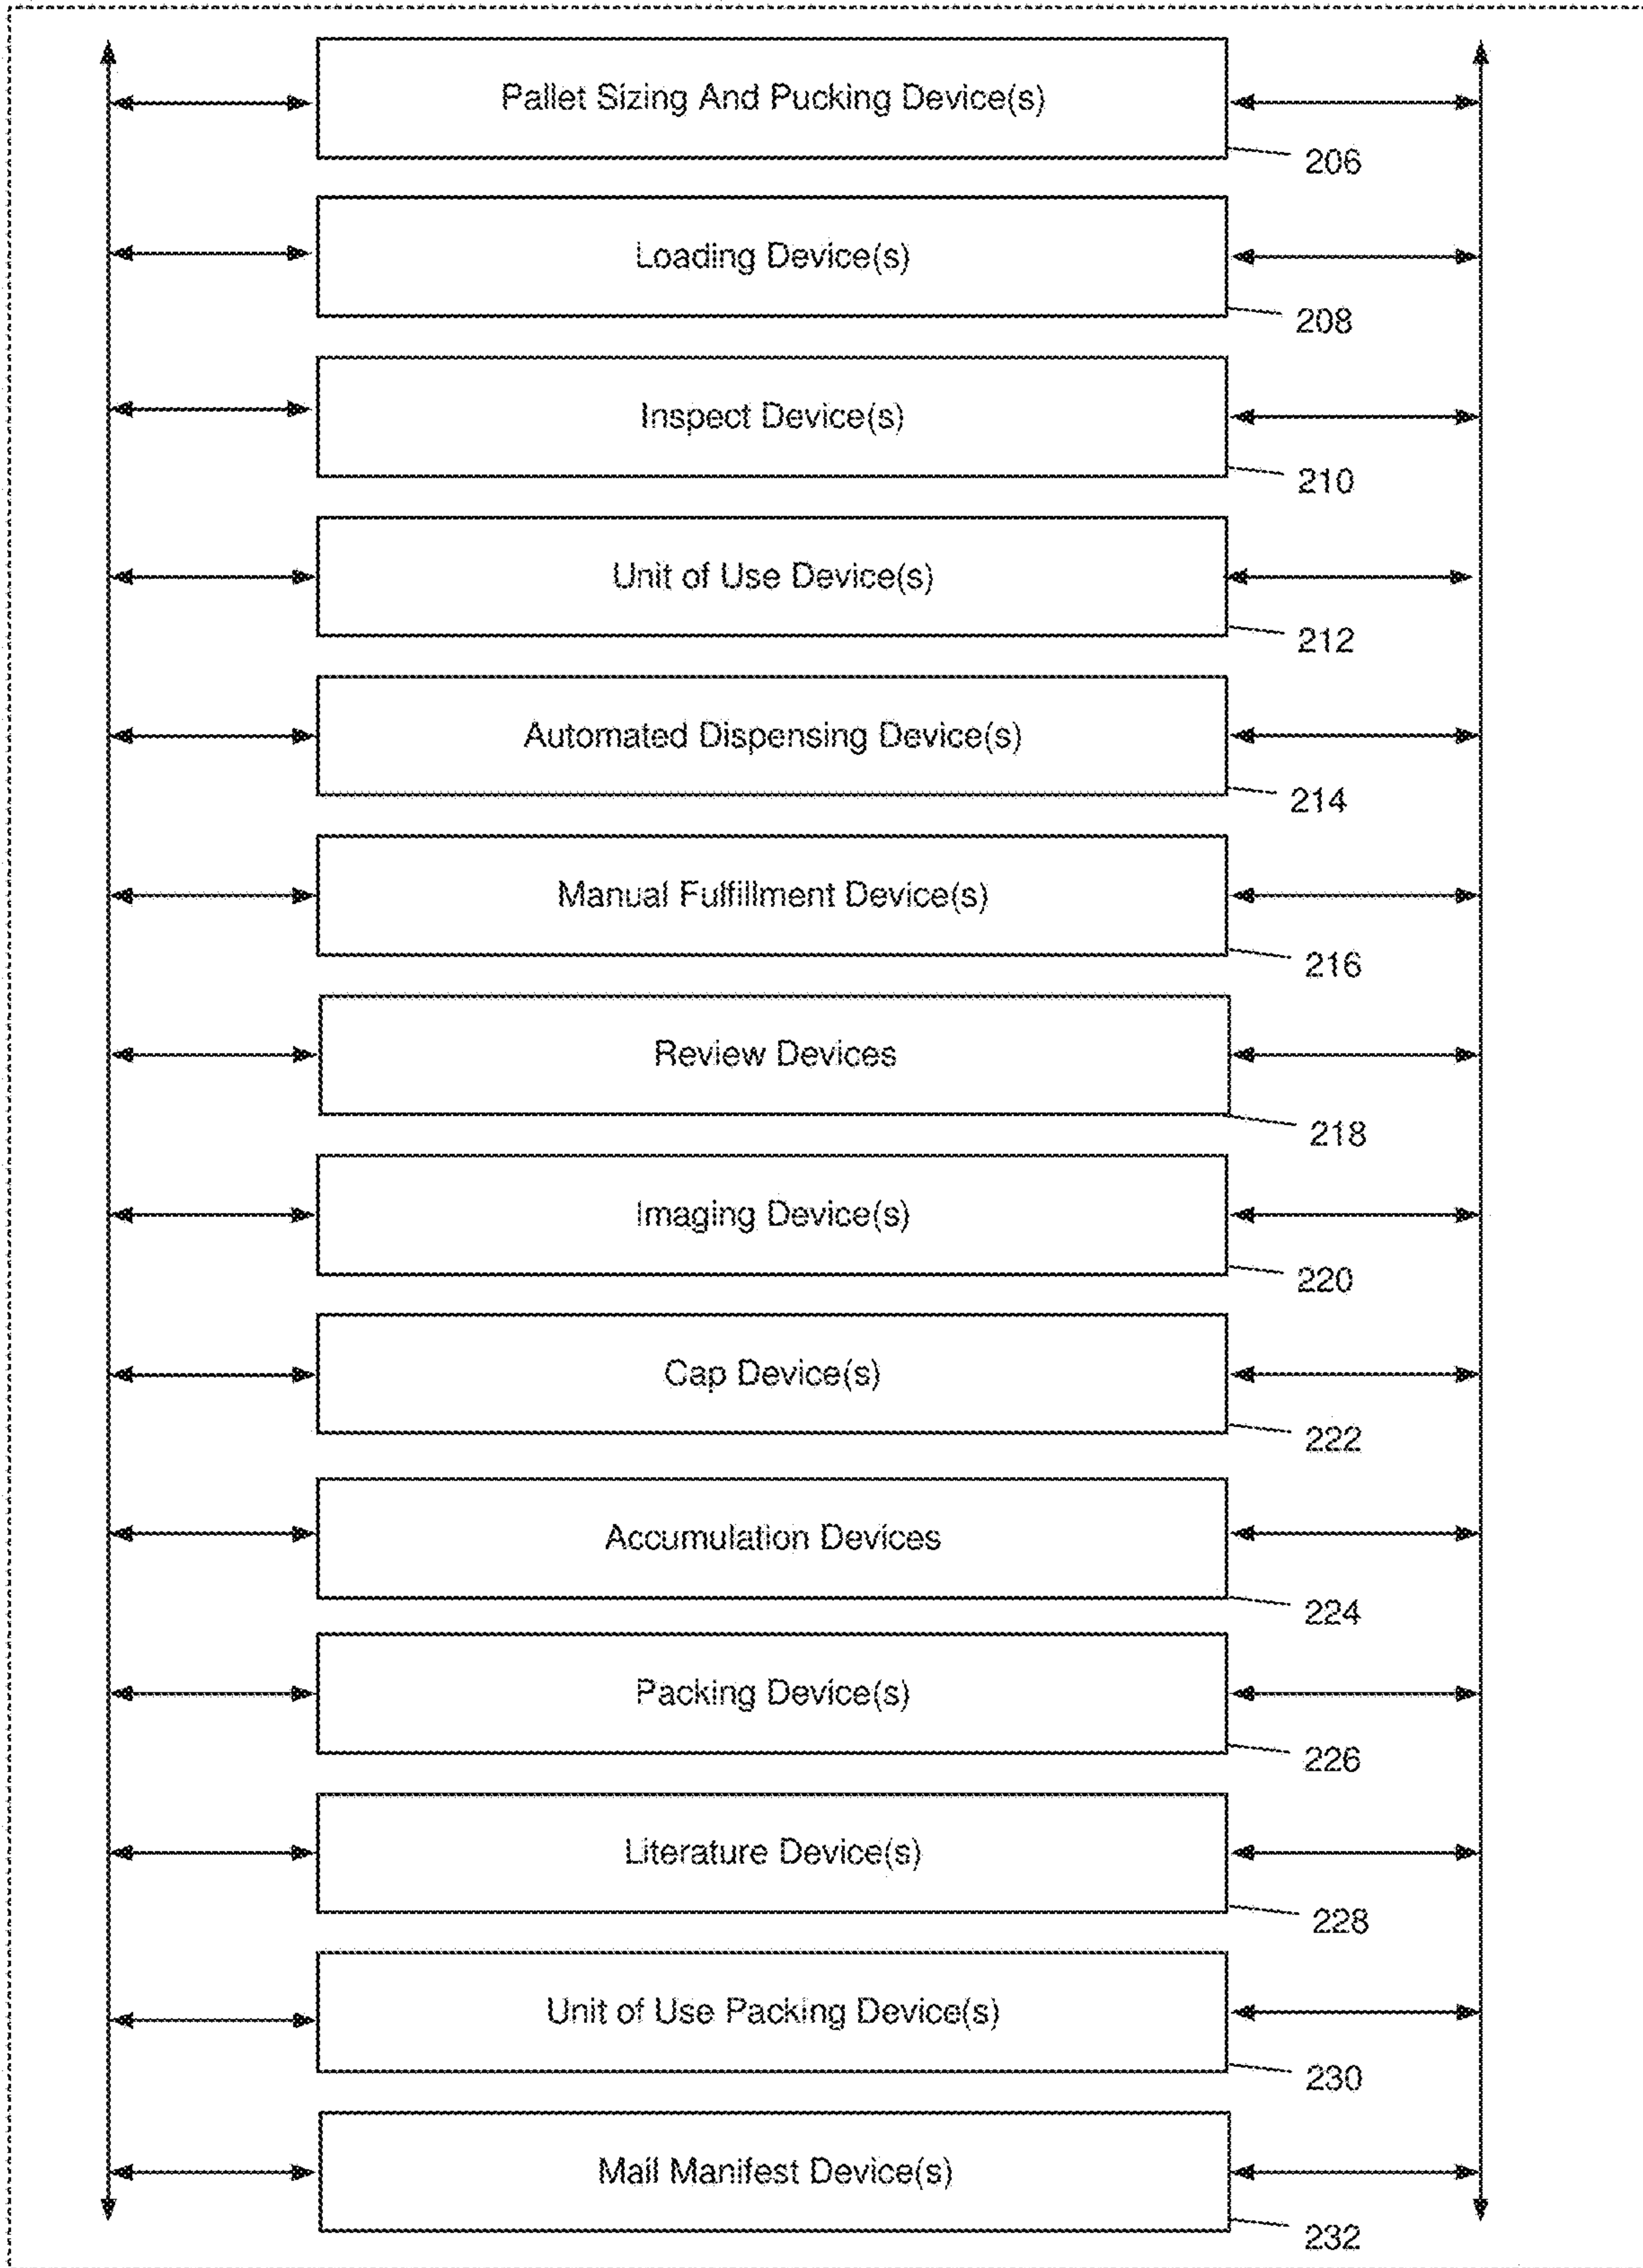 Pallet Sizing And Pucking Device(s)
206
Loading Device(s)
208
Inspect Device(s)
210
Unit of Use Device(s)
212
Automated Dispensing Device(s)
214
Manual Fulfillment Device(s)
216
Review Devices
218
Imaging Device(s)
220
Cap Device(s)
222
Accumulation Devices
224
Packing Device(s)
226
Literature Device(s)
228
Unit of Use Packing Device(s)
230
Mail Manifest Device(s)
232